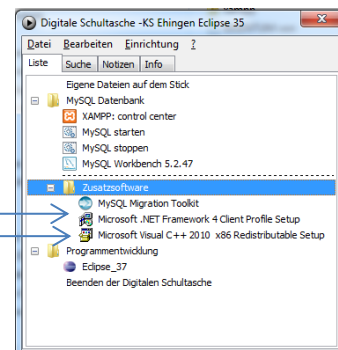 Digitale Schultasche -KS Ehingen Eclipse 35
Datei Bearbeiten Einrichtung ?
Liste Suche Notizen Info
Eigene Dateien auf dem Stick
MySQL Datenbank
XAMPP: control center
MySQL starten
MySQL stoppen
MySQL Workbench 5.2.47
Zusatzsoftware
MySQL Migration Toolkit
Microsoft .NET Framework 4 Client Profile Setup
Microsoft Visual C++ 2010 x86 Redistributable Setup
Programmentwicklung
Eclipse_37
Beenden der Digitalen Schultasche